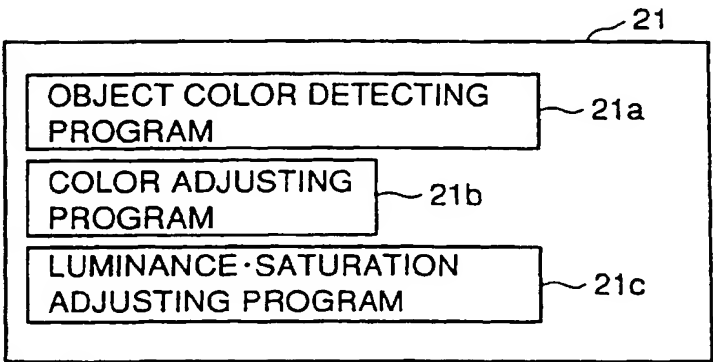 21
OBJECT COLOR DETECTING
PROGRAM
21a
COLOR ADJUSTING
PROGRAM
21b
LUMINANCE·SATURATION
ADJUSTING PROGRAM
21c